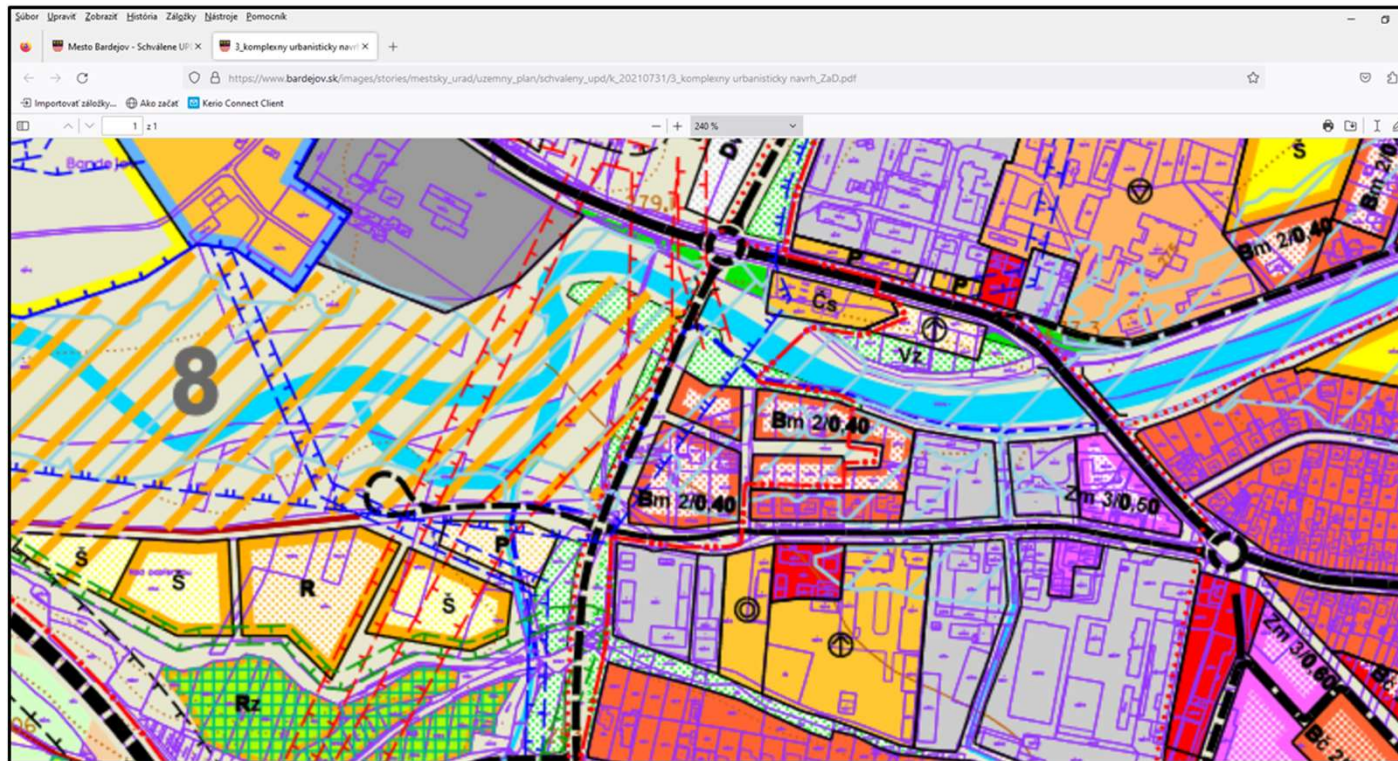 Súbor Upraviť Zobraziť História Záložky Nástroje Pomocník
Mesto Bardejov - Schválene UP
3_komplexny urbanisticky navrh
https://www.bardejov.sk/images/stories/mestsky_urad/uzemny_plan/schvaleny_upd/k_20210731/3_komplexny urbanisticky navrh_ZaD.pdf
Importovať záložky... Ako začať Kerio Connect Client
1 z 1
240 %
Š
Bm 2/0,40
P
P
Čs
Vz
8
Bm 2/0,40
Bm 2/0,40
Zm 3/0,50
P
Š
Š
R
Š
Zm 3/0,60
Rz